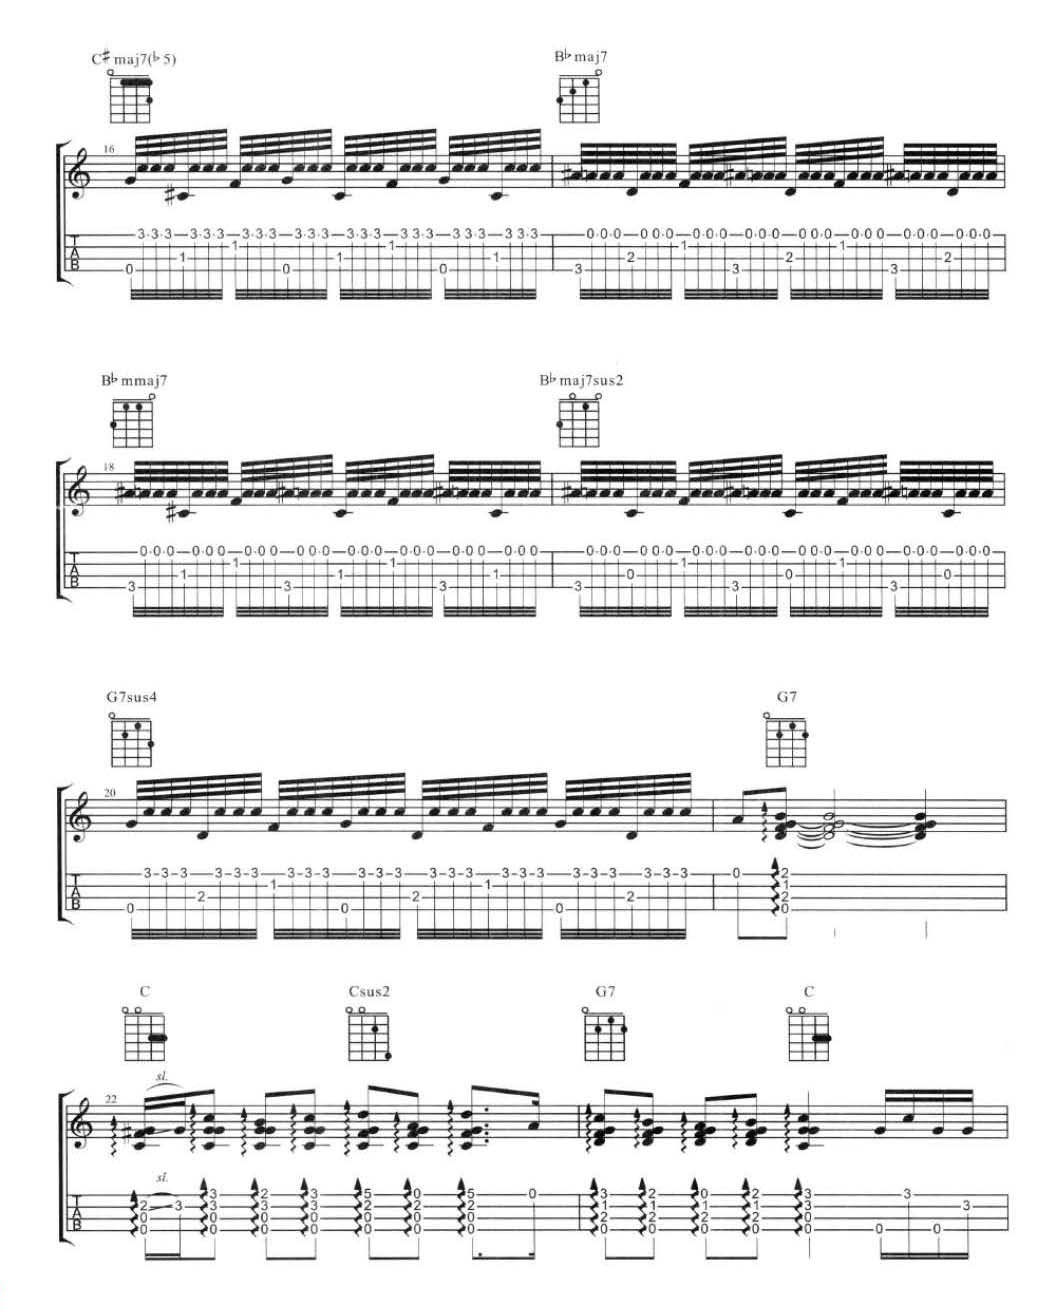 C♯maj7(♭5) B♭maj7
16
3-3-3 3-3-3 3-3-3 3-3-3 3-3-3 3-3-3 3-3-3 3-3-3 0-0-0 0-0-0 0-0-0 0-0-0 0-0-0 0-0-0 0-0-0 0-0-0
T 1 1 1
A 1 1 1 2 2 2
B 0 0 0 3 3 3
B♭mmaj7 B♭maj7sus2
18
0-0-0 0-0-0 0-0-0 0-0-0 0-0-0 0-0-0 0-0-0 0-0-0 0-0-0 0-0-0 0-0-0 0-0-0 0-0-0 0-0-0 0-0-0 0-0-0
T 1 1 1 1
A 1 1 1 0 0 0
B 3 3 3 3 3 3
G7sus4 G7
20
3-3-3 3-3-3 3-3-3 3-3-3 3-3-3 3-3-3 3-3-3 3-3-3 0 2
T 1 1 1
A 2 2 2 2
B 0 0 0 0
C Csus2 G7 C
22 sl.
sl.
3 2 3 5 0 5 0 3 2 0 2 3 3
T 2 3 3 3 3 2 2 2 1 1 1 1 3 3
A 0 0 0 0 0 0 0 2 2 2 2 0
B 0 0 0 0 0 0 0 0 0 0 0 0 0 0